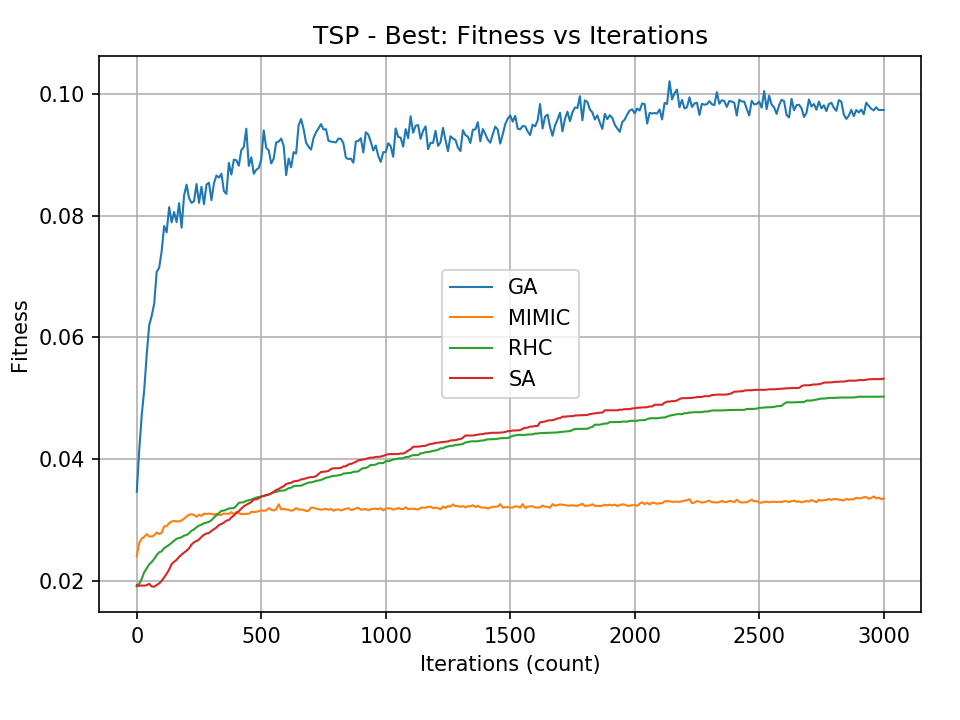 TSP - Best: Fitness vs Iterations
0.10
0.08
0.06
0.04
0.02
Fitness
GA
MIMIC
RHC
SA
0 500 1000 1500 2000 2500 3000
Iterations (count)